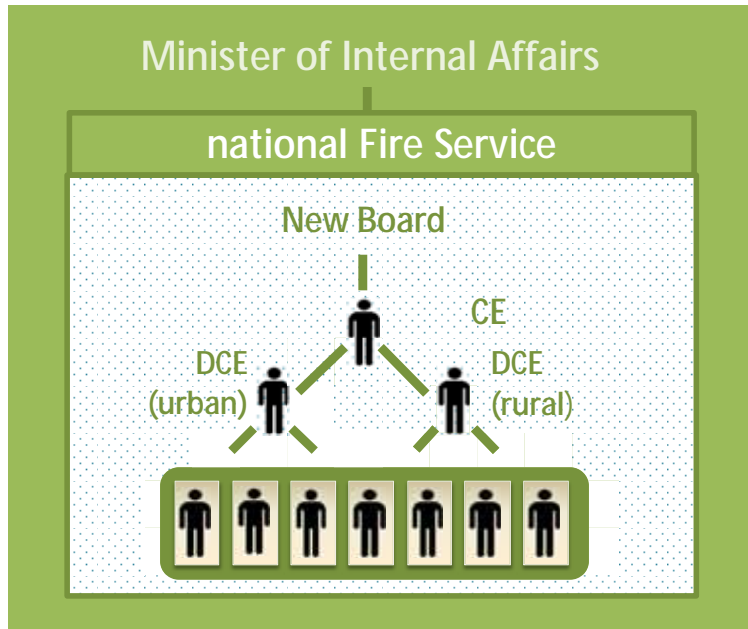 Minister of Internal Affairs
national Fire Service
New Board
CE
DCE
(urban)
DCE
(rural)